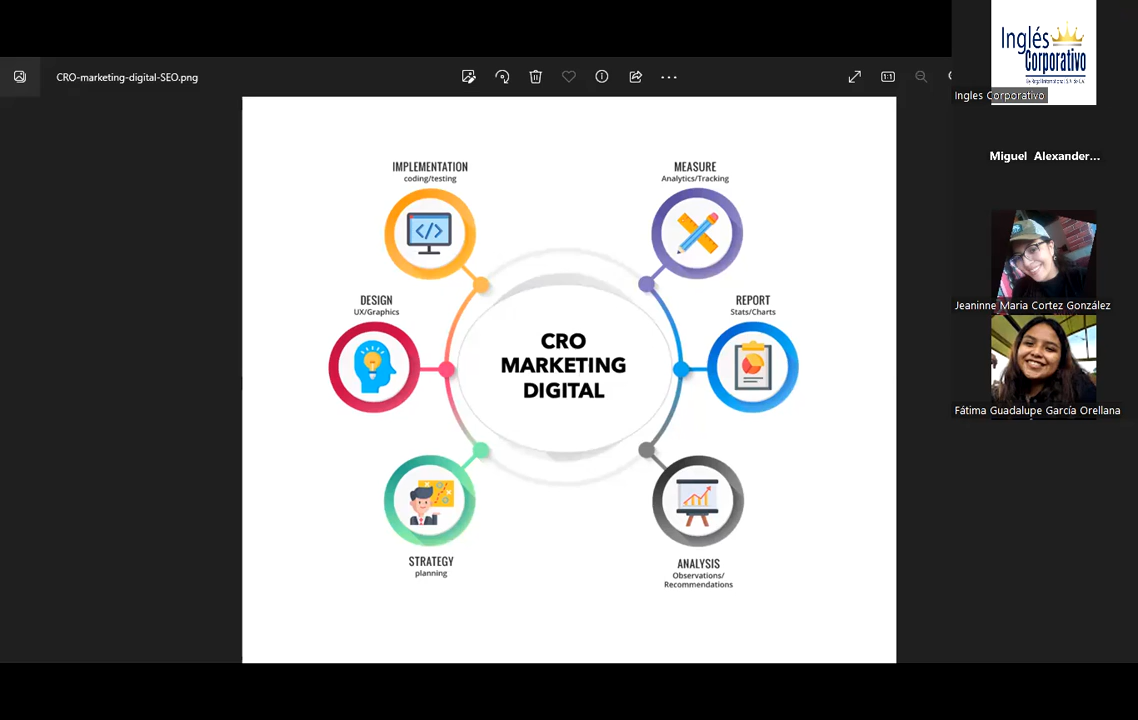 CRO-marketing-digital-SEO.png
IMPLEMENTATION
coding/testing
MEASURE
Analytics/Tracking
DESIGN
UX/Graphics
REPORT
Stats/Charts
CRO
MARKETING
DIGITAL
STRATEGY
planning
ANALYSIS
Observations/
Recommendations
Inglés
Corporativo
Ingles Corporativo
Miguel Alexander...
Jeaninne Maria Cortez González
Fátima Guadalupe García Orellana
1:1